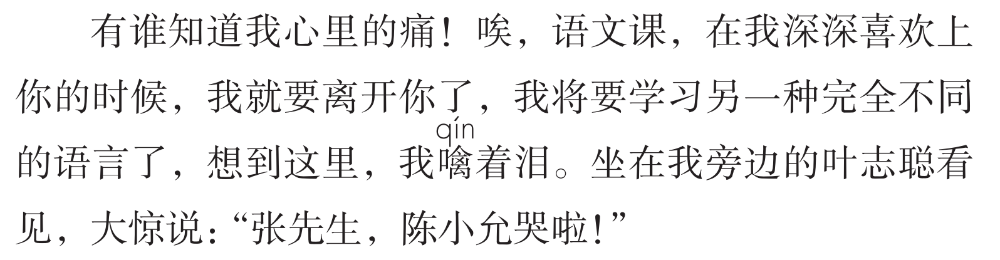 有谁知道我心里的痛！唉，语文课，在我深深喜欢上
你的时候，我就要离开你了，我将要学习另一种完全不同
qín
的语言了，想到这里，我噙着泪。坐在我旁边的叶志聪看
见，大惊说：“张先生，陈小允哭啦！”